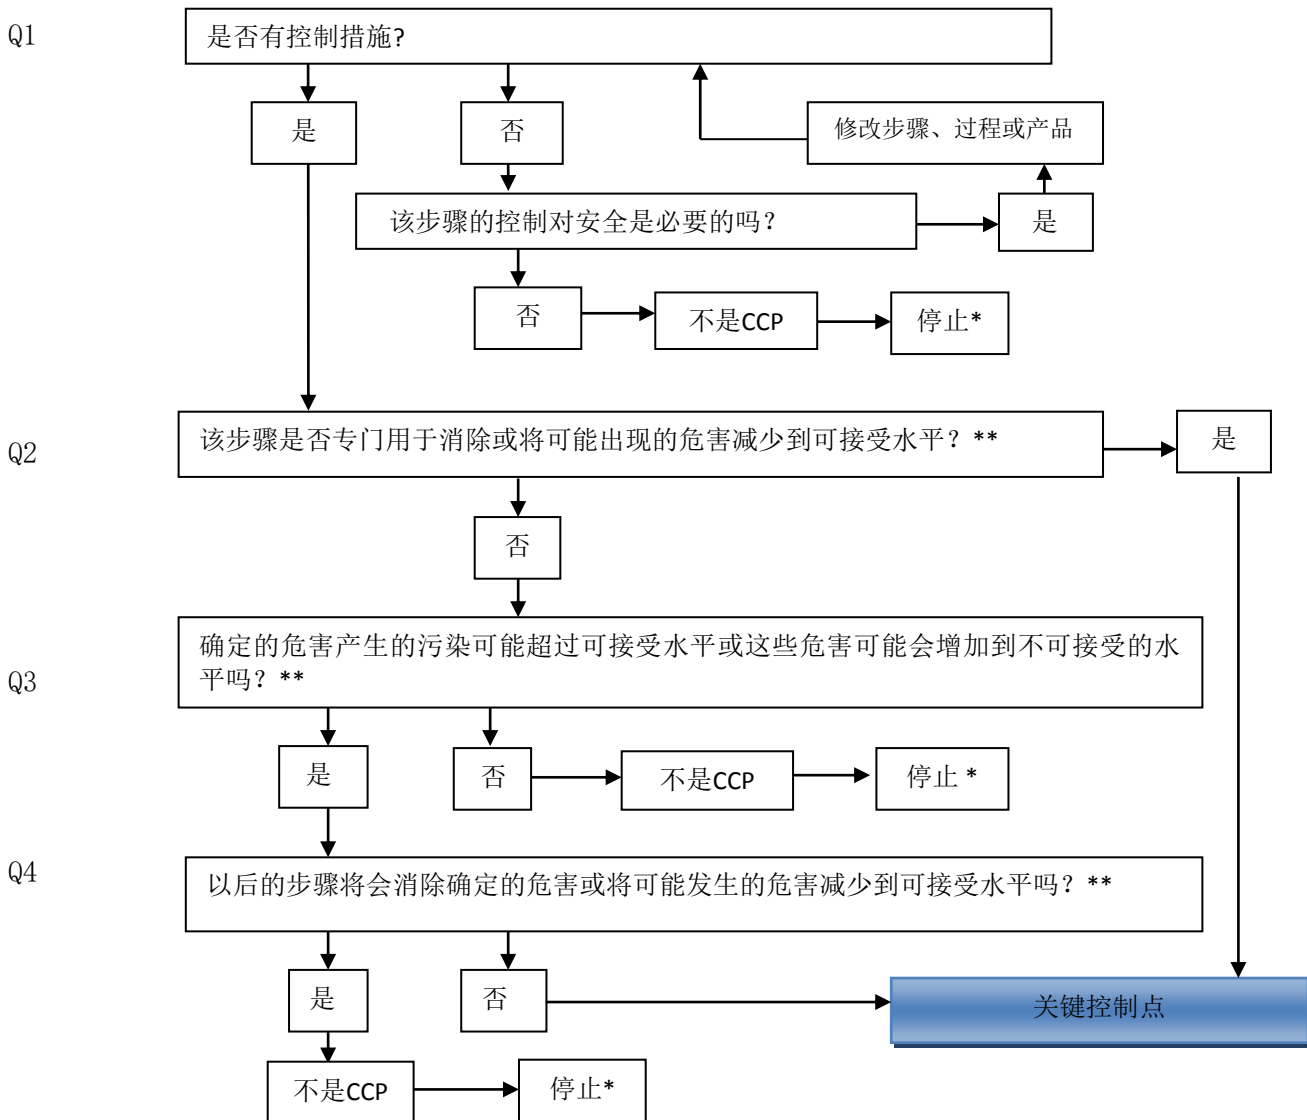 Q1
是否有控制措施?
是
否
修改步骤、过程或产品
该步骤的控制对安全是必要的吗?
是
否
不是CCP
停止*
Q2
该步骤是否专门用于消除或将可能出现的危害减少到可接受水平? **
是
否
Q3
确定的危害产生的污染可能超过可接受水平或这些危害可能会增加到不可接受的水
平吗? **
是
否
不是CCP
停止 *
Q4
以后的步骤将会消除确定的危害或将可能发生的危害减少到可接受水平吗? **
是
否
关键控制点
不是CCP
停止*